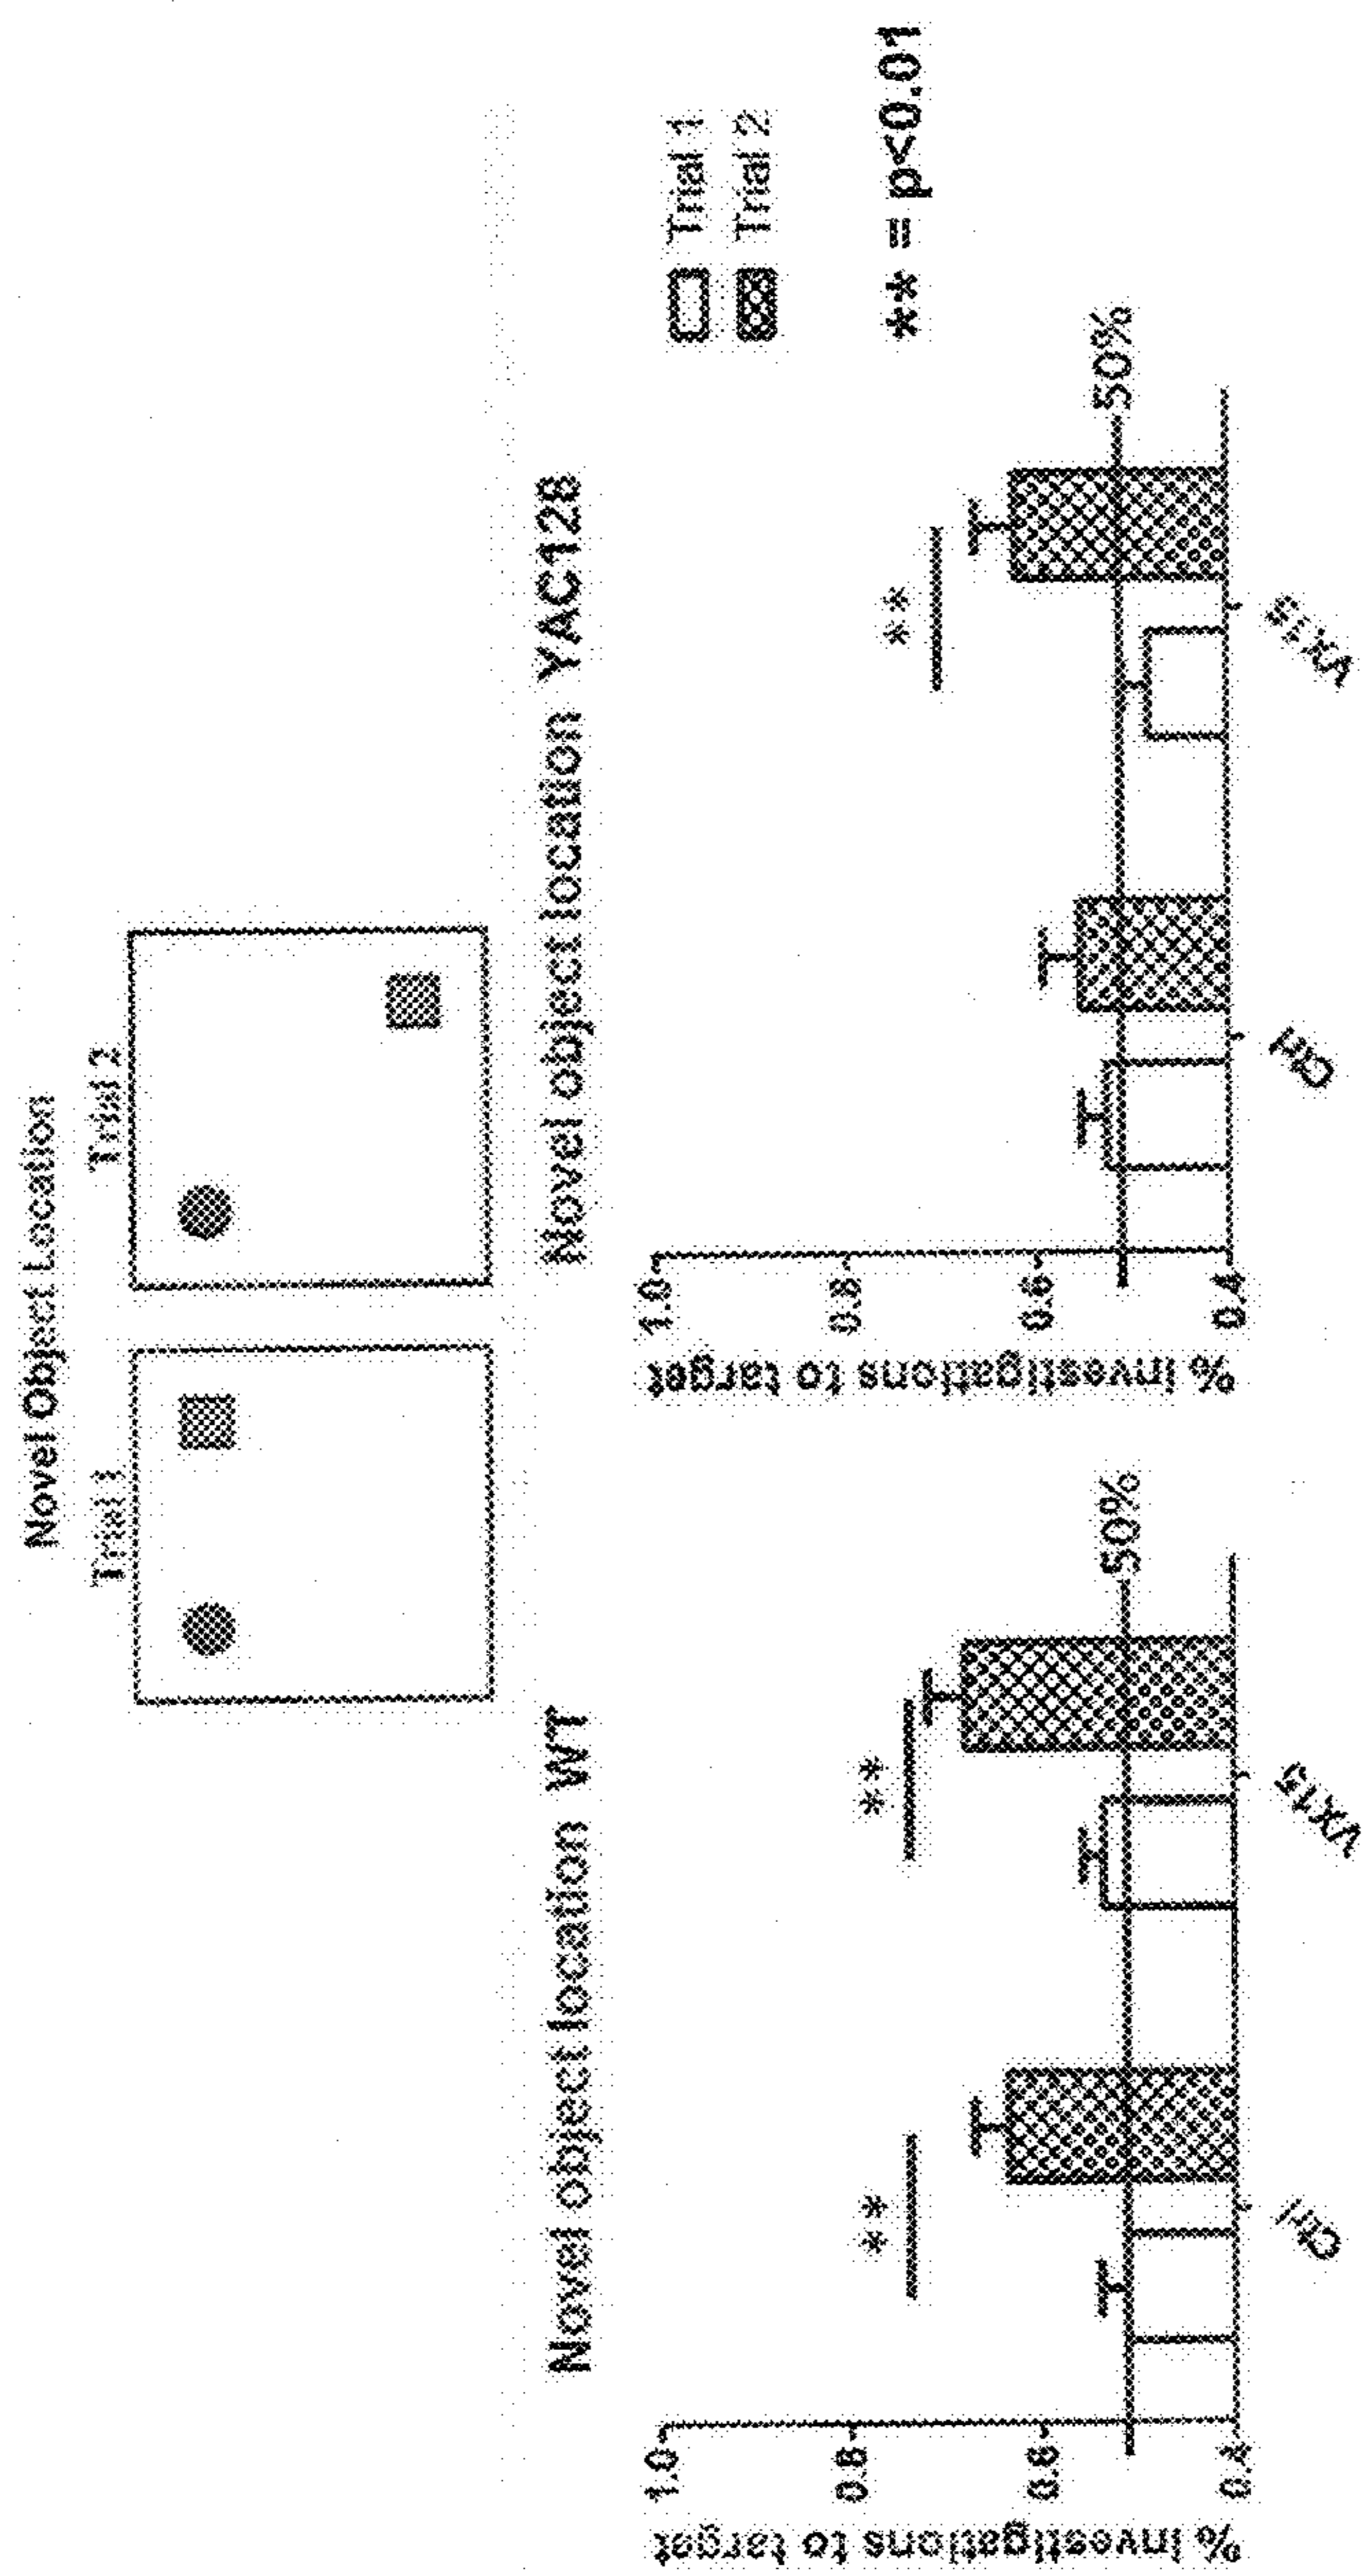 Novel Object Location
Trial 1
Trial 2
Novel object location WT
% investigations to target
1.0
0.8
0.6
0.4
50%
**
**
Ctrl
VX15
Novel object location YAC128
% investigations to target
1.0
0.8
0.6
0.4
50%
**
Ctrl
VX15
Trial 1
Trial 2
** = p<0.01